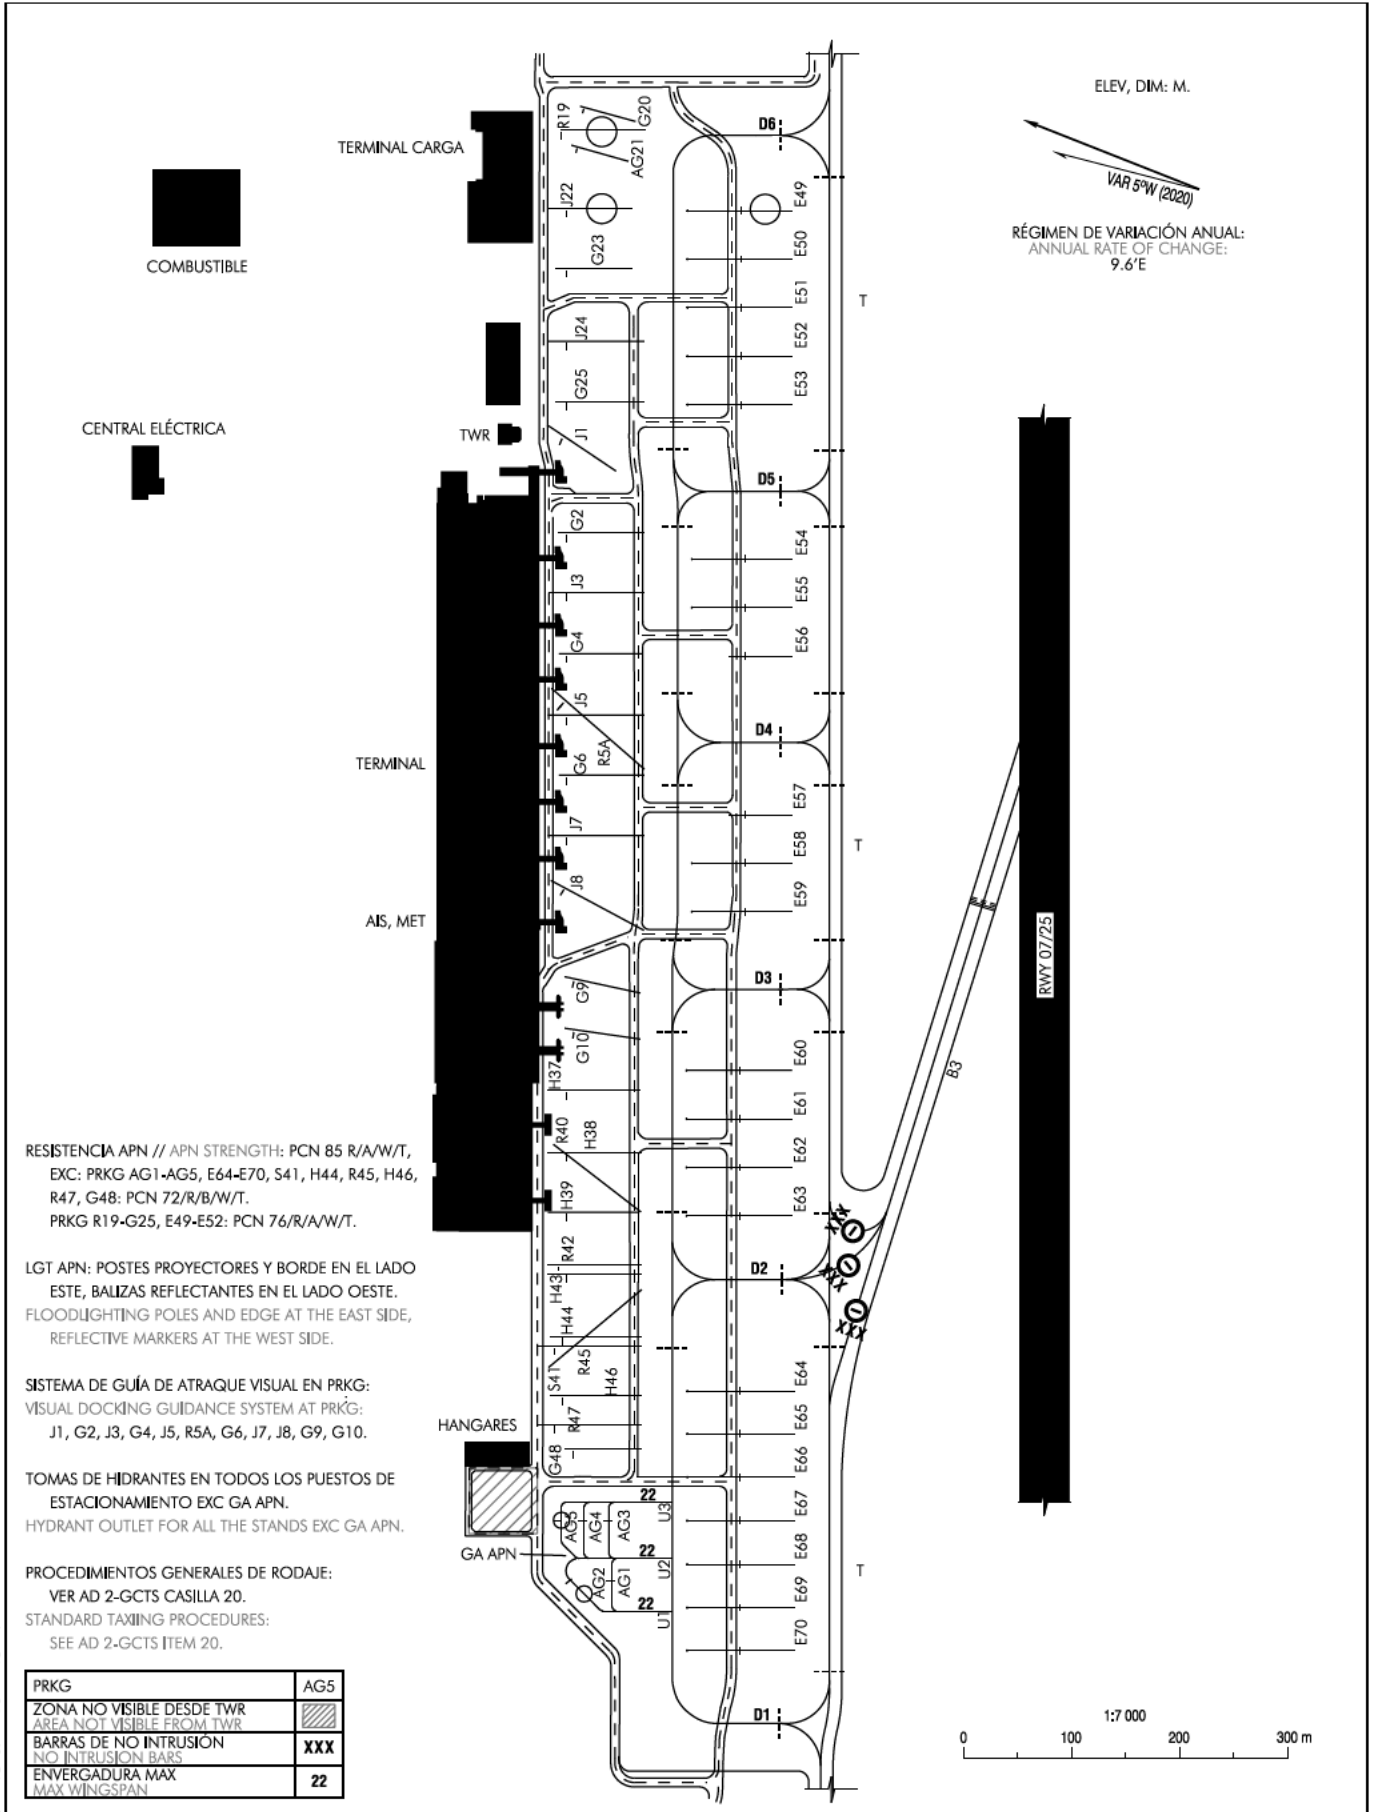 ELEV, DIM: M.
VAR 5ºW (2020)
RÉGIMEN DE VARIACIÓN ANUAL:
ANNUAL RATE OF CHANGE:
9.6'E
TERMINAL CARGA
COMBUSTIBLE
CENTRAL ELÉCTRICA
TWR
TERMINAL
AIS, MET
R19
G20
AG21
J22
G23
J24
G25
J1
G2
J3
G4
J5
R5A
G6
J7
J8
G9
G10
H37
H38
R40
H39
R42
H43
H44
S41
R45
H46
R47
G48
D6
E49
E50
E51
E52
E53
T
D5
E54
E55
E56
D4
E57
E58
E59
T
D3
E60
E61
E62
E63
D2
E64
E65
E66
E67
E68
E69
E70
T
D1
XXX
XXX
XXX
B3
RWY 07/25
RESISTENCIA APN // APN STRENGTH: PCN 85 R/A/W/T,
EXC: PRKG AG1-AG5, E64-E70, S41, H44, R45, H46,
R47, G48: PCN 72/R/B/W/T.
PRKG R19-G25, E49-E52: PCN 76/R/A/W/T.
LGT APN: POSTES PROYECTORES Y BORDE EN EL LADO
ESTE, BALIZAS REFLECTANTES EN EL LADO OESTE.
FLOODLIGHTING POLES AND EDGE AT THE EAST SIDE,
REFLECTIVE MARKERS AT THE WEST SIDE.
SISTEMA DE GUÍA DE ATRAQUE VISUAL EN PRKG:
VISUAL DOCKING GUIDANCE SYSTEM AT PRKG:
J1, G2, J3, G4, J5, R5A, G6, J7, J8, G9, G10.
TOMAS DE HIDRANTES EN TODOS LOS PUESTOS DE
ESTACIONAMIENTO EXC GA APN.
HYDRANT OUTLET FOR ALL THE STANDS EXC GA APN.
PROCEDIMIENTOS GENERALES DE RODAJE:
VER AD 2-GCTS CASILLA 20.
STANDARD TAXIING PROCEDURES:
SEE AD 2-GCTS ITEM 20.
HANGARES
GA APN
22
AG5
AG4
AG3
U3
22
U2
AG2
AG1
22
U1
PRKG AG5
ZONA NO VISIBLE DESDE TWR
AREA NOT VISIBLE FROM TWR
BARRAS DE NO INTRUSIÓN XXX
NO INTRUSION BARS
ENVERGADURA MAX 22
MAX WINGSPAN
1:7 000
0 100 200 300 m